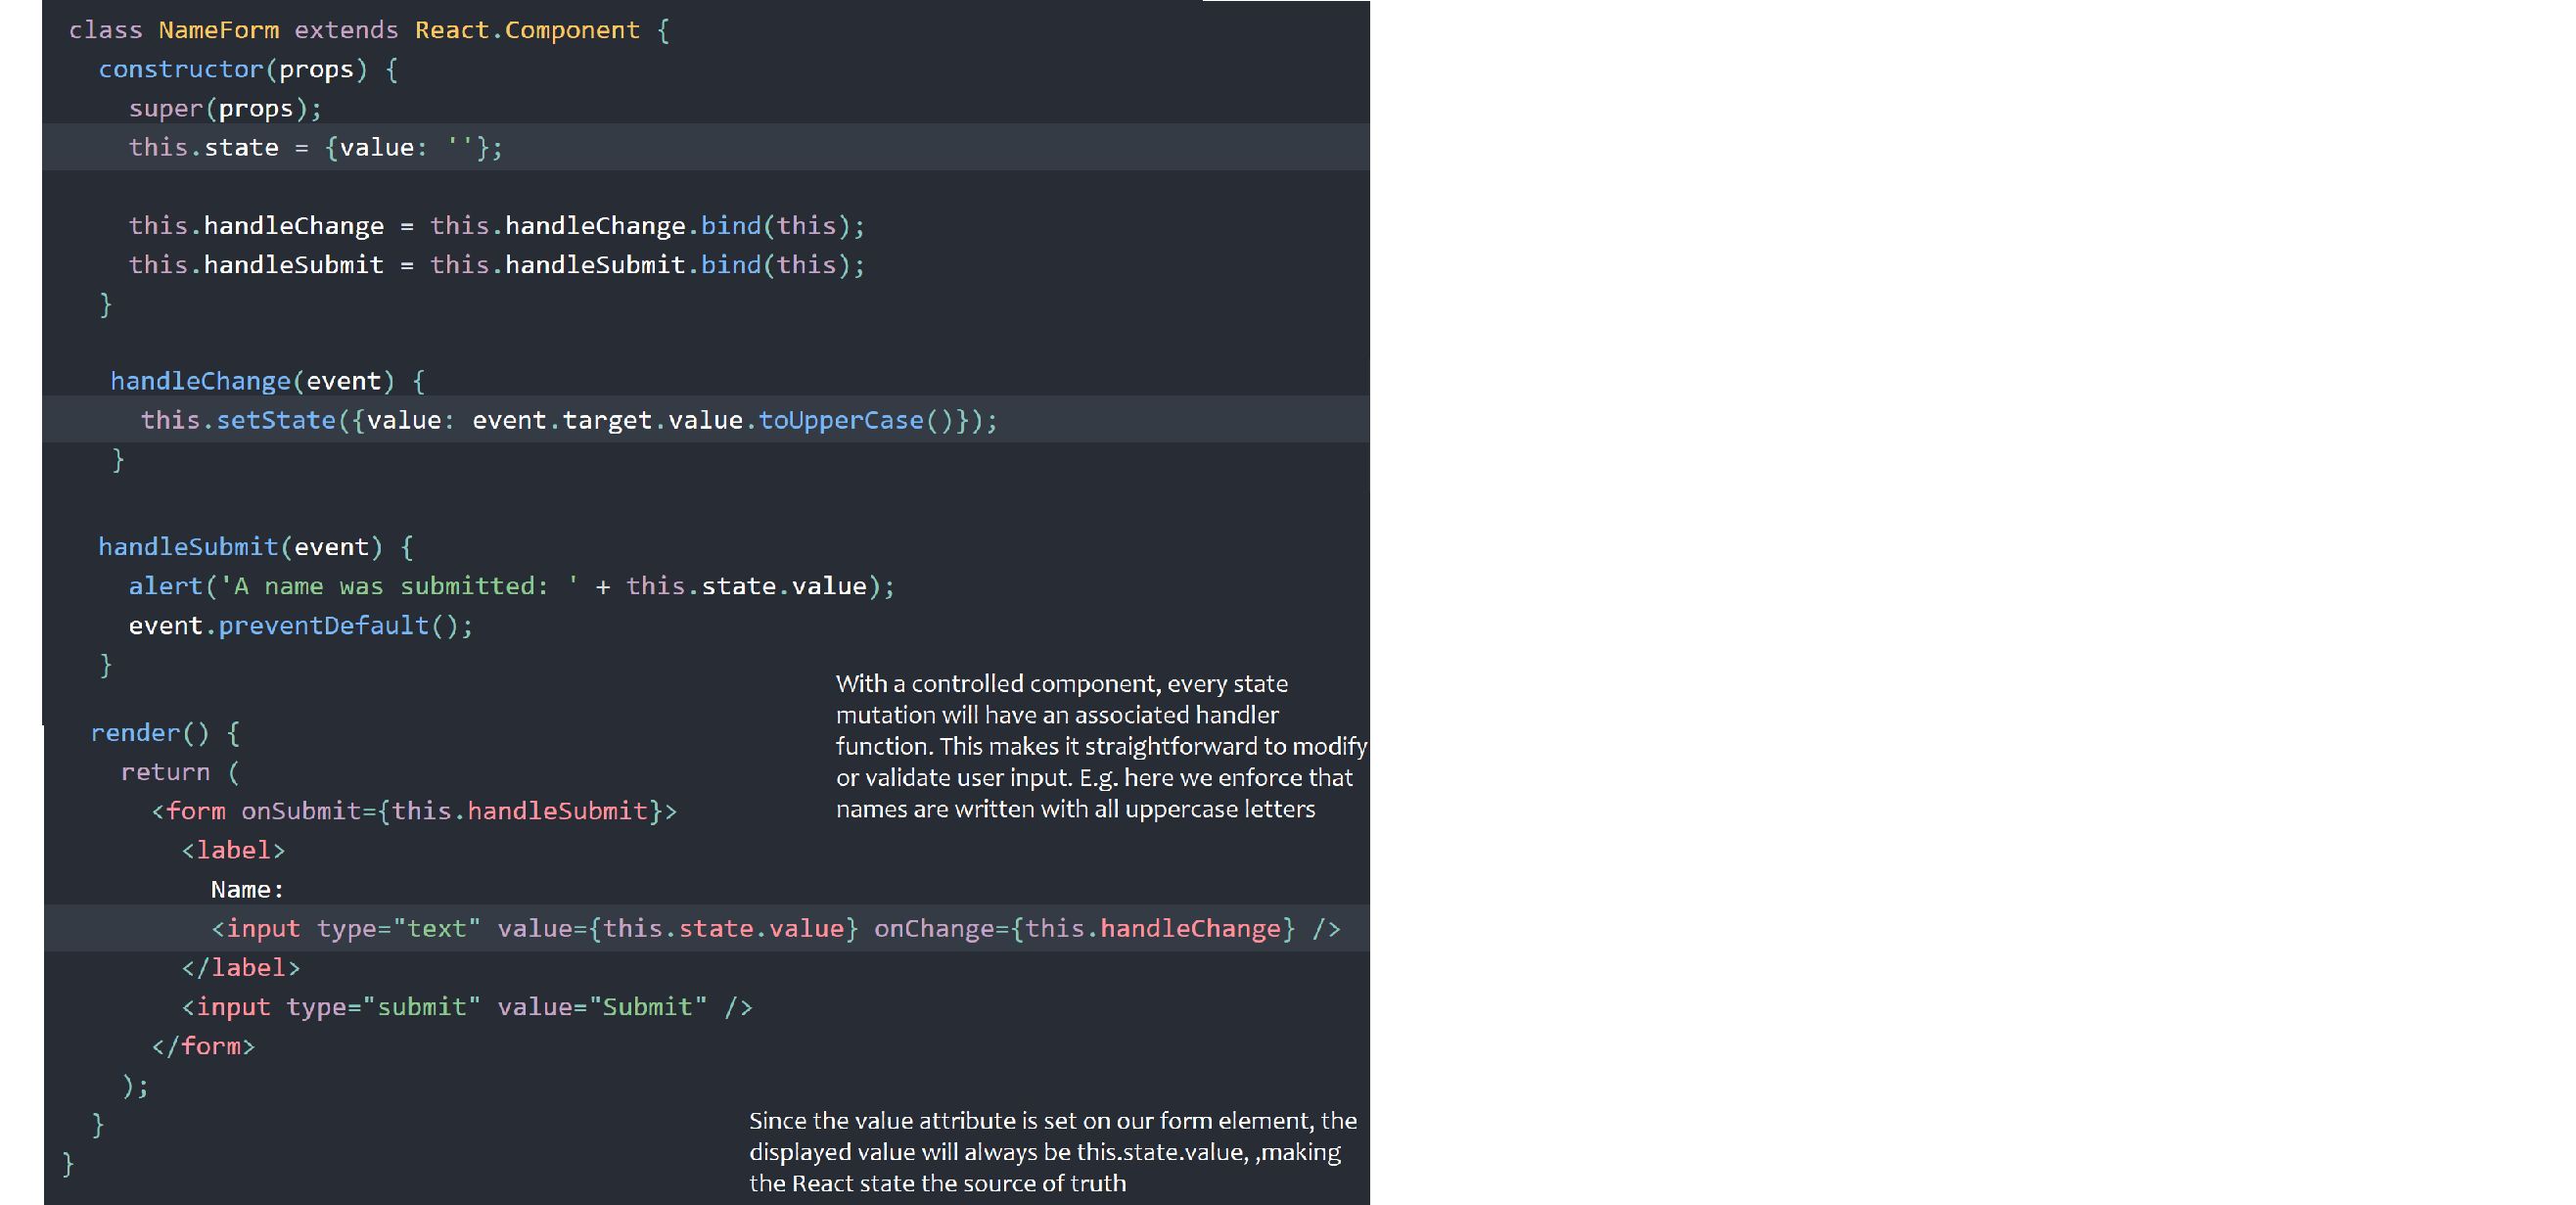 class NameForm extends React.Component {
constructor(props) {
super(props);
this.state = {value: ''};
this.handleChange = this.handleChange.bind(this);
this.handleSubmit = this.handleSubmit.bind(this);
}
handleChange(event) {
this.setState({value: event.target.value.toUpperCase()});
}
handleSubmit(event) {
alert('A name was submitted: ' + this.state.value);
event.preventDefault();
}
With a controlled component, every state
mutation will have an associated handler
function. This makes it straightforward to modify
or validate user input. E.g. here we enforce that
names are written with all uppercase letters
render() {
return (
<form onSubmit={this.handleSubmit}>
<label>
Name:
<input type="text" value={this.state.value} onChange={this.handleChange} />
</label>
<input type="submit" value="Submit" />
</form>
);
}
}
Since the value attribute is set on our form element, the
displayed value will always be this.state.value, ,making
the React state the source of truth